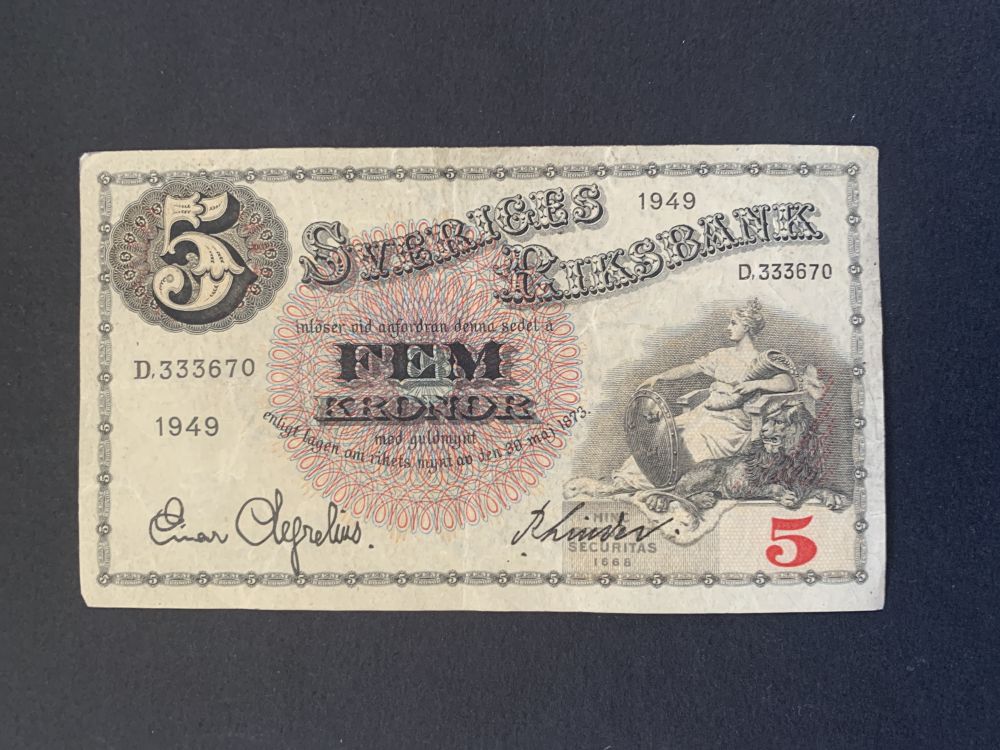 5
SVERIGES
RIKSBANK
1949
D,333670
Inlöser vid anfordran denna sedel å
FEM
KRONOR
med guldmynt
enligt lagen om rikets mynt av den 30 maj 1873.
D,333670
1949
Einar
SECURITAS
1668
5